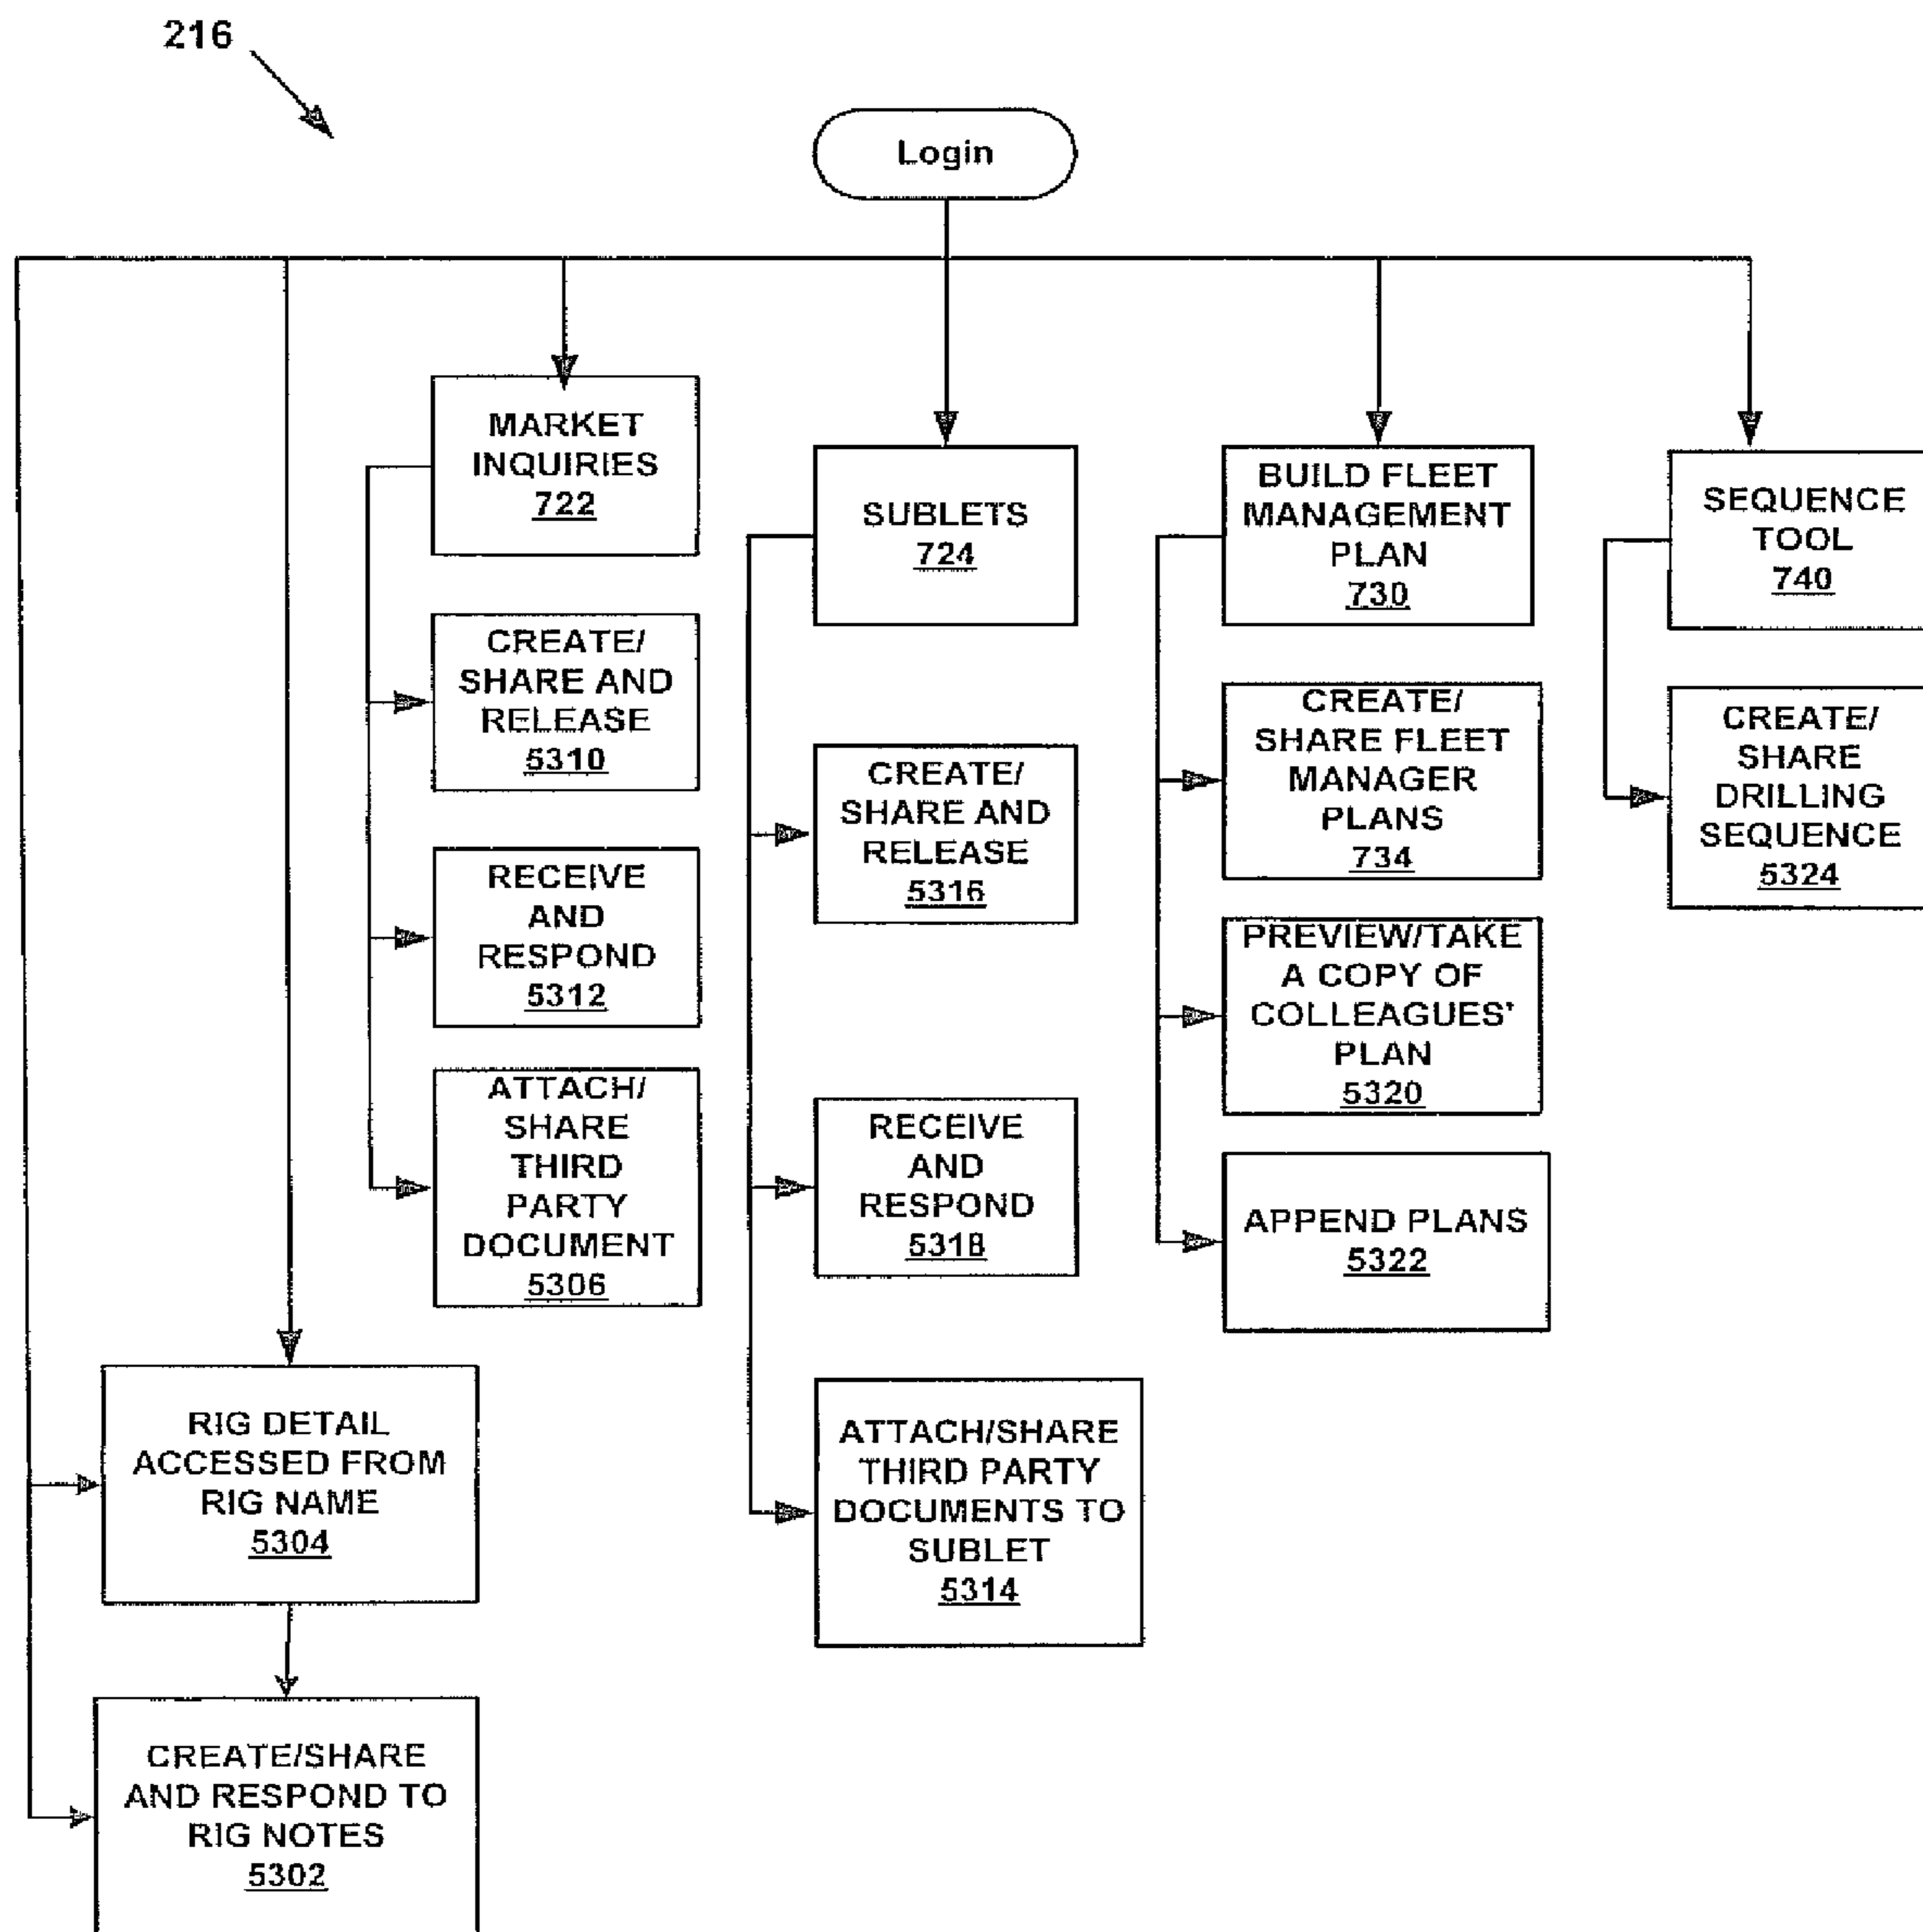 216
Login
MARKET
INQUIRIES
722
CREATE/
SHARE AND
RELEASE
5310
RECEIVE
AND
RESPOND
5312
ATTACH/
SHARE
THIRD
PARTY
DOCUMENT
5306
SUBLETS
724
CREATE/
SHARE AND
RELEASE
5316
RECEIVE
AND
RESPOND
5318
ATTACH/SHARE
THIRD PARTY
DOCUMENTS TO
SUBLET
5314
BUILD FLEET
MANAGEMENT
PLAN
730
CREATE/
SHARE FLEET
MANAGER
PLANS
734
PREVIEW/TAKE
A COPY OF
COLLEAGUES'
PLAN
5320
APPEND PLANS
5322
SEQUENCE
TOOL
740
CREATE/
SHARE
DRILLING
SEQUENCE
5324
RIG DETAIL
ACCESSED FROM
RIG NAME
5304
CREATE/SHARE
AND RESPOND TO
RIG NOTES
5302